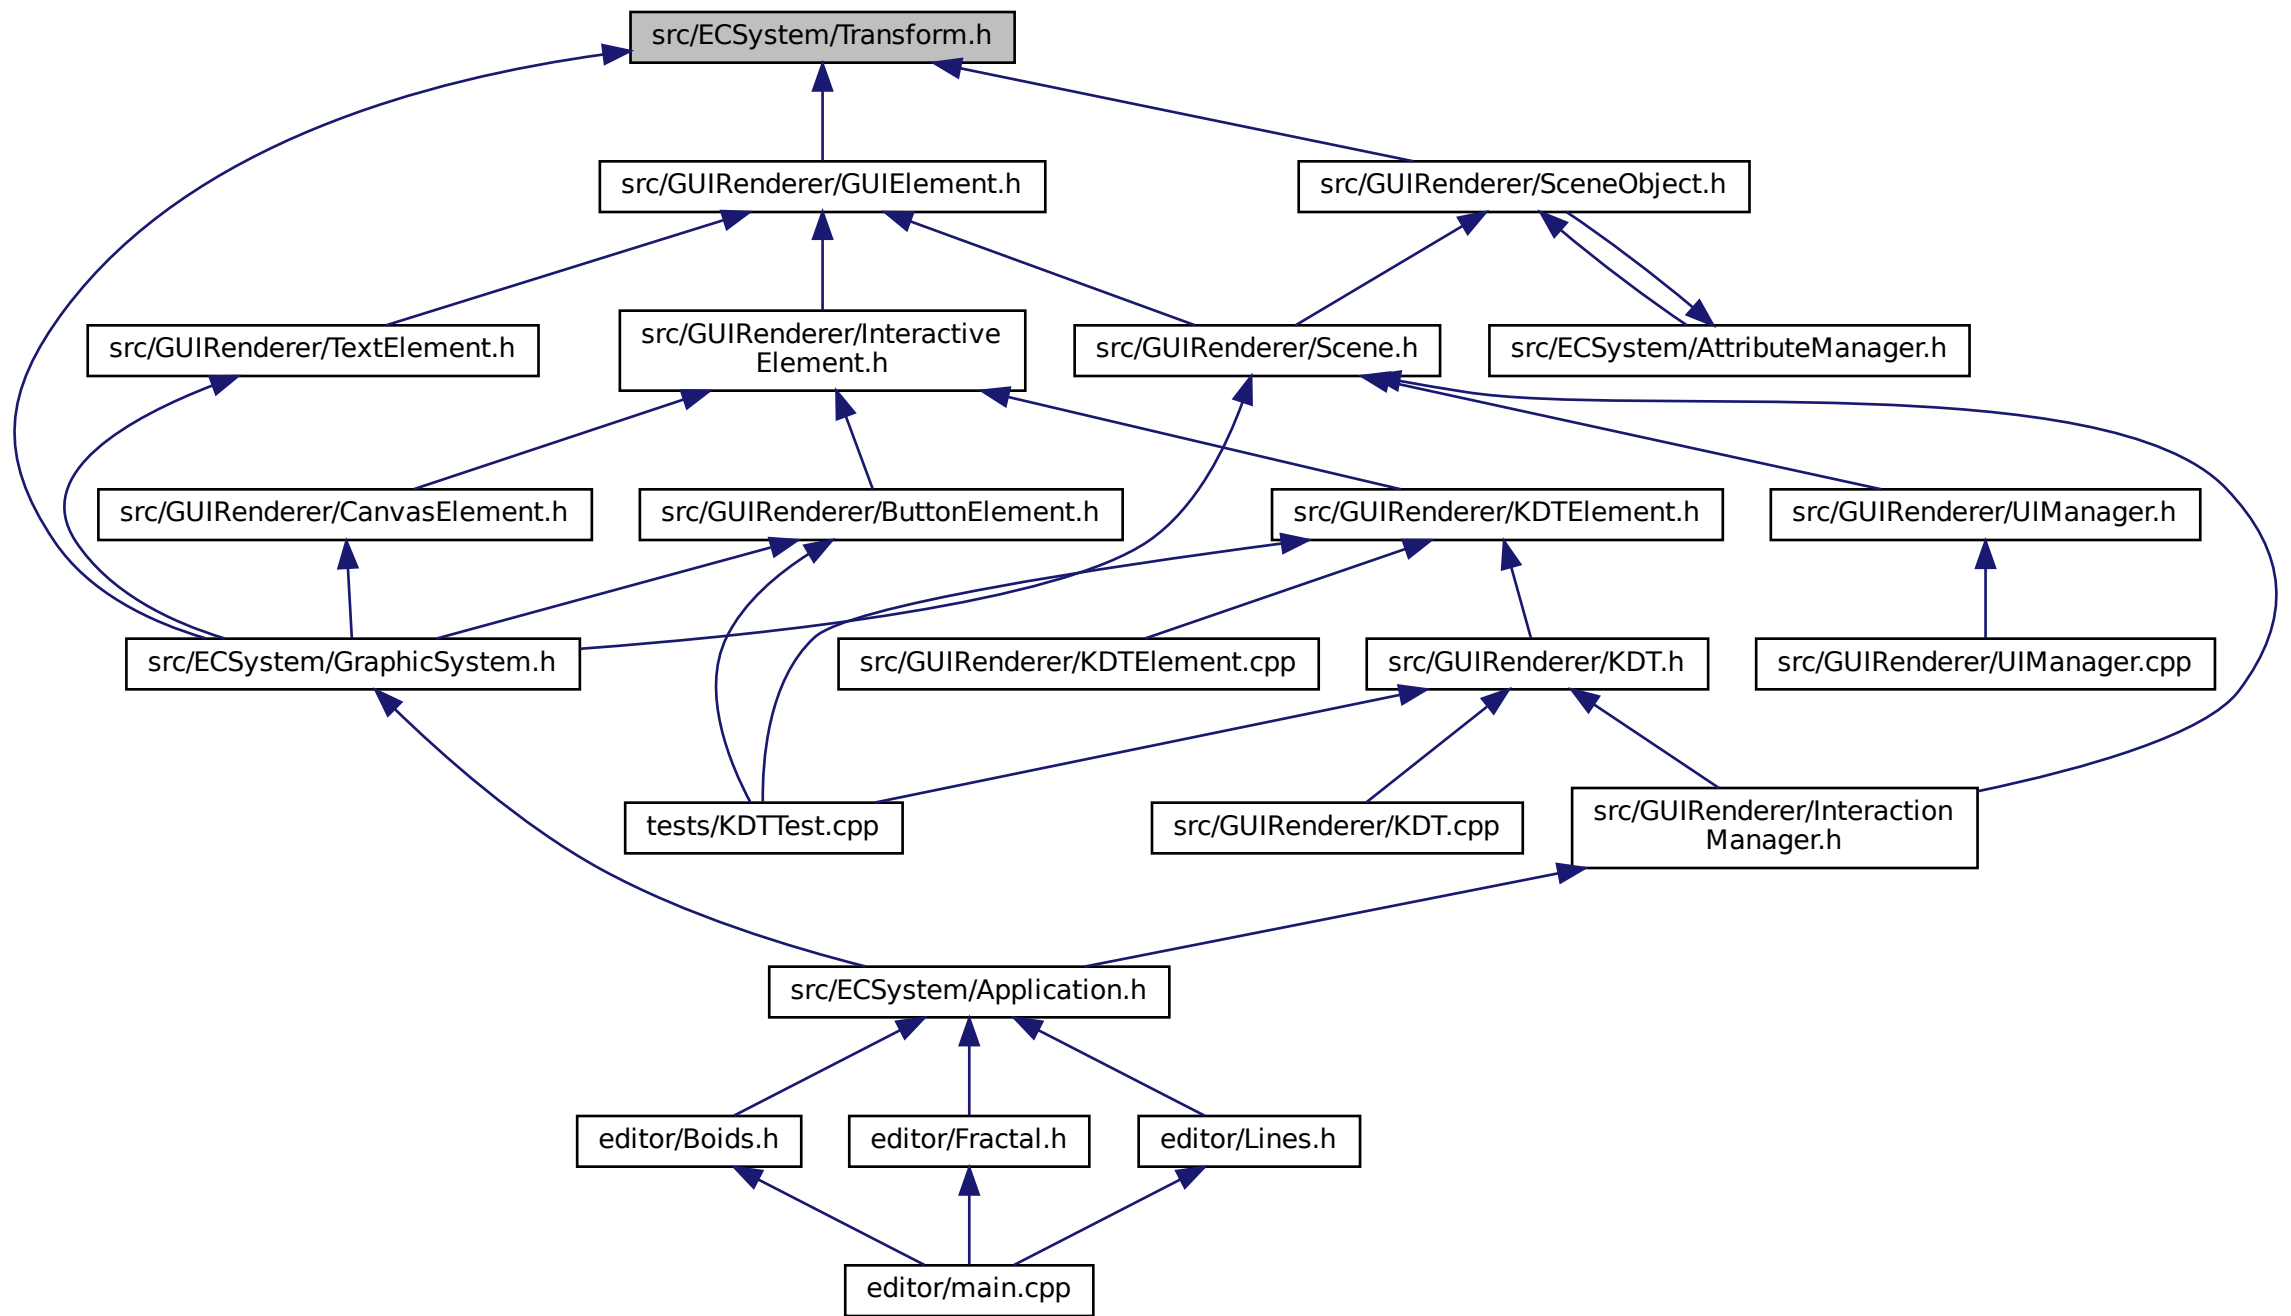 src/ECSystem/Transform.h
src/GUIRenderer/GUIElement.h
src/GUIRenderer/SceneObject.h
src/GUIRenderer/TextElement.h
src/GUIRenderer/Interactive
Element.h
src/GUIRenderer/Scene.h
src/ECSystem/AttributeManager.h
src/GUIRenderer/CanvasElement.h
src/GUIRenderer/ButtonElement.h
src/GUIRenderer/KDTElement.h
src/GUIRenderer/UIManager.h
src/ECSystem/GraphicSystem.h
src/GUIRenderer/KDTElement.cpp
src/GUIRenderer/KDT.h
src/GUIRenderer/UIManager.cpp
tests/KDTTest.cpp
src/GUIRenderer/KDT.cpp
src/GUIRenderer/Interaction
Manager.h
src/ECSystem/Application.h
editor/Boids.h
editor/Fractal.h
editor/Lines.h
editor/main.cpp